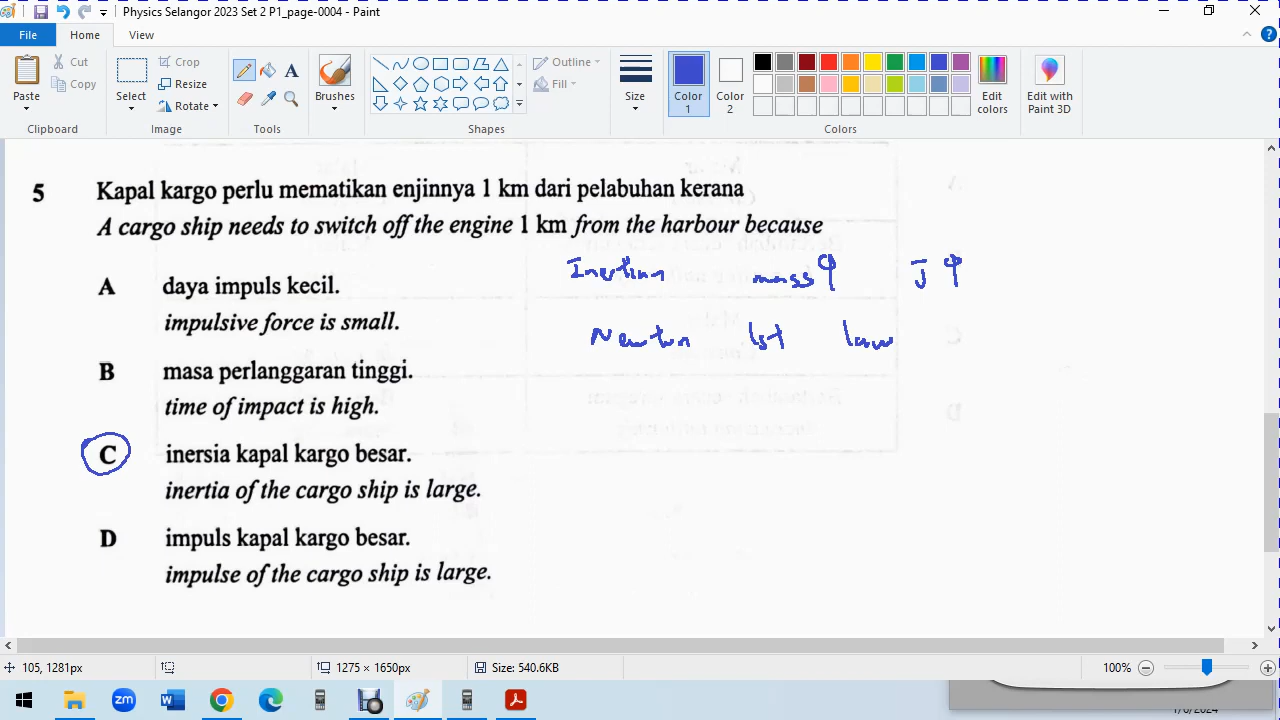 Physics Selangor 2023 Set 2 P1_page-0004 - Paint
File Home View
Paste Cut Copy Clipboard
Select Crop Resize Rotate Image
Tools
Brushes
Shapes Outline Fill
Size
Color 1 Color 2 Edit colors Colors
Edit with Paint 3D
5 Kapal kargo perlu mematikan enjinnya 1 km dari pelabuhan kerana
A cargo ship needs to switch off the engine 1 km from the harbour because
Inertia mass ↑ J ↑
A daya impuls kecil.
impulsive force is small.
Newton 1st law
B masa perlanggaran tinggi.
time of impact is high.
C inersia kapal kargo besar.
inertia of the cargo ship is large.
D impuls kapal kargo besar.
impulse of the cargo ship is large.
105, 1281px 1275 × 1650px Size: 540.6KB 100%
zm W